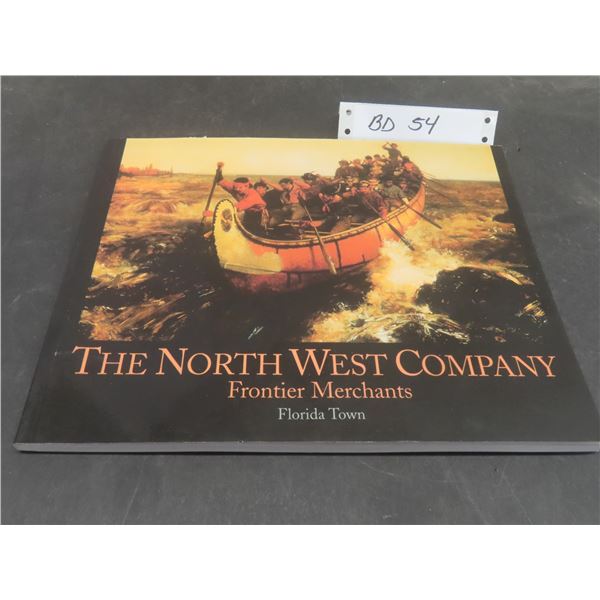 BD 54
THE NORTH WEST COMPANY
Frontier Merchants
Florida Town